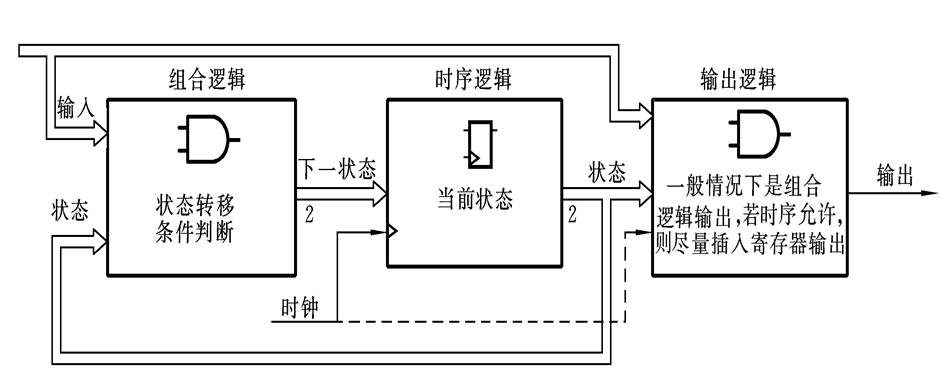 组合逻辑
时序逻辑
输出逻辑
输入
状态
状态转移
条件判断
下一状态
2
当前状态
状态
2
一般情况下是组合
逻辑输出,若时序允许,
则尽量插入寄存器输出
输出
时钟